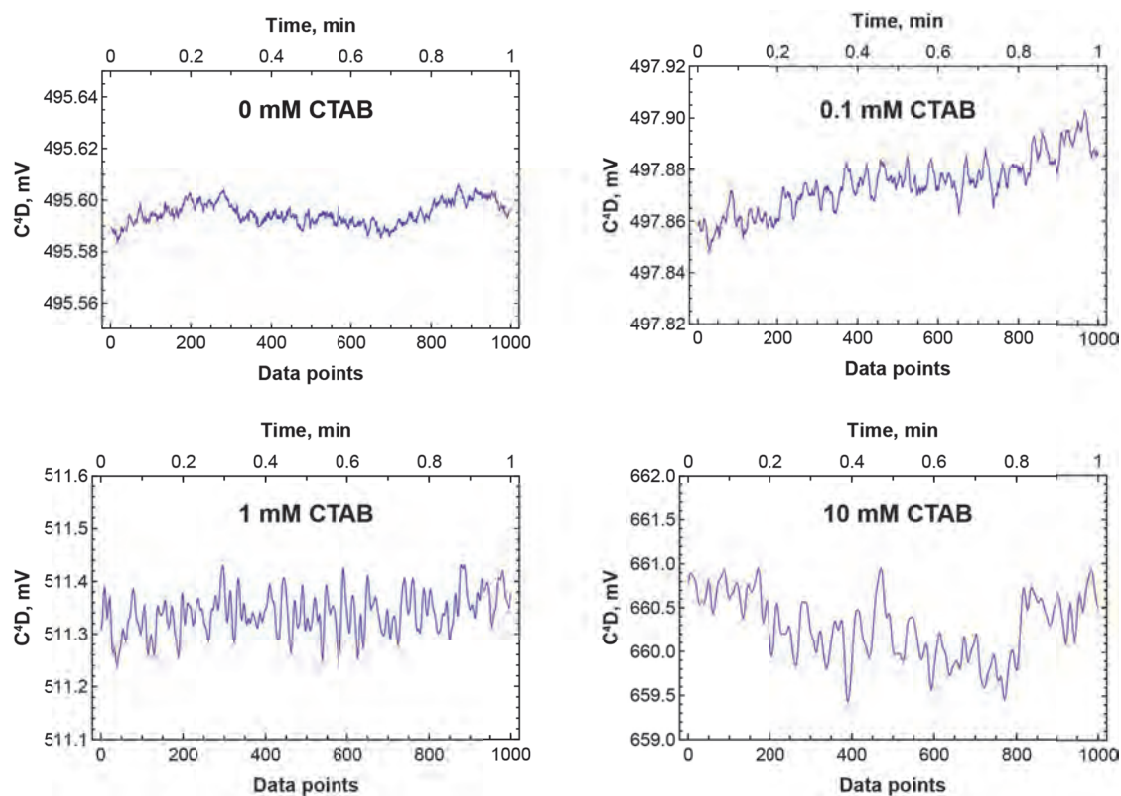 Time, min
0 0.2 0.4 0.6 0.8 1
495.64
495.62
495.60
495.58
495.56
C⁴D, mV
0 mM CTAB
0 200 400 600 800 1000
Data points
Time, min
0 0.2 0.4 0.6 0.8 1
497.92
497.90
497.88
497.86
497.84
497.82
C⁴D, mV
0.1 mM CTAB
0 200 400 600 800 1000
Data points
Time, min
0 0.2 0.4 0.6 0.8 1
511.6
511.5
511.4
511.3
511.2
511.1
C⁴D, mV
1 mM CTAB
0 200 400 600 800 1000
Data points
Time, min
0 0.2 0.4 0.6 0.8 1
662.0
661.5
661.0
660.5
660.0
659.5
659.0
C⁴D, mV
10 mM CTAB
0 200 400 600 800 1000
Data points